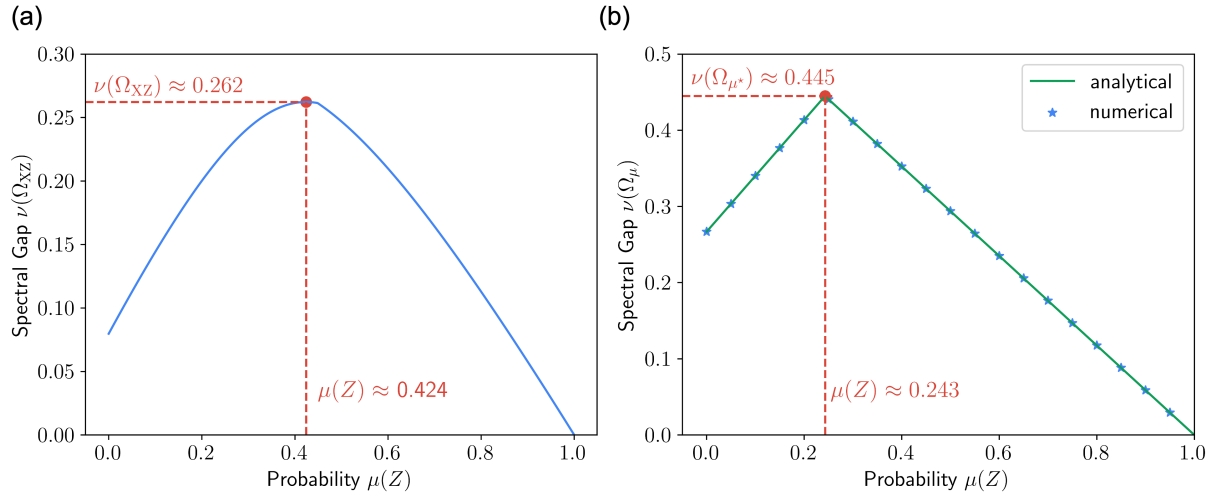 (a)
0.30
0.25
0.20
0.15
0.10
0.05
0.00
Spectral Gap ν(Ω_XZ)
ν(Ω_XZ) ≈ 0.262
μ(Z) ≈ 0.424
0.0 0.2 0.4 0.6 0.8 1.0
Probability μ(Z)
(b)
0.5
0.4
0.3
0.2
0.1
0.0
Spectral Gap ν(Ω_μ)
ν(Ω_μ⋆) ≈ 0.445
analytical
numerical
μ(Z) ≈ 0.243
0.0 0.2 0.4 0.6 0.8 1.0
Probability μ(Z)